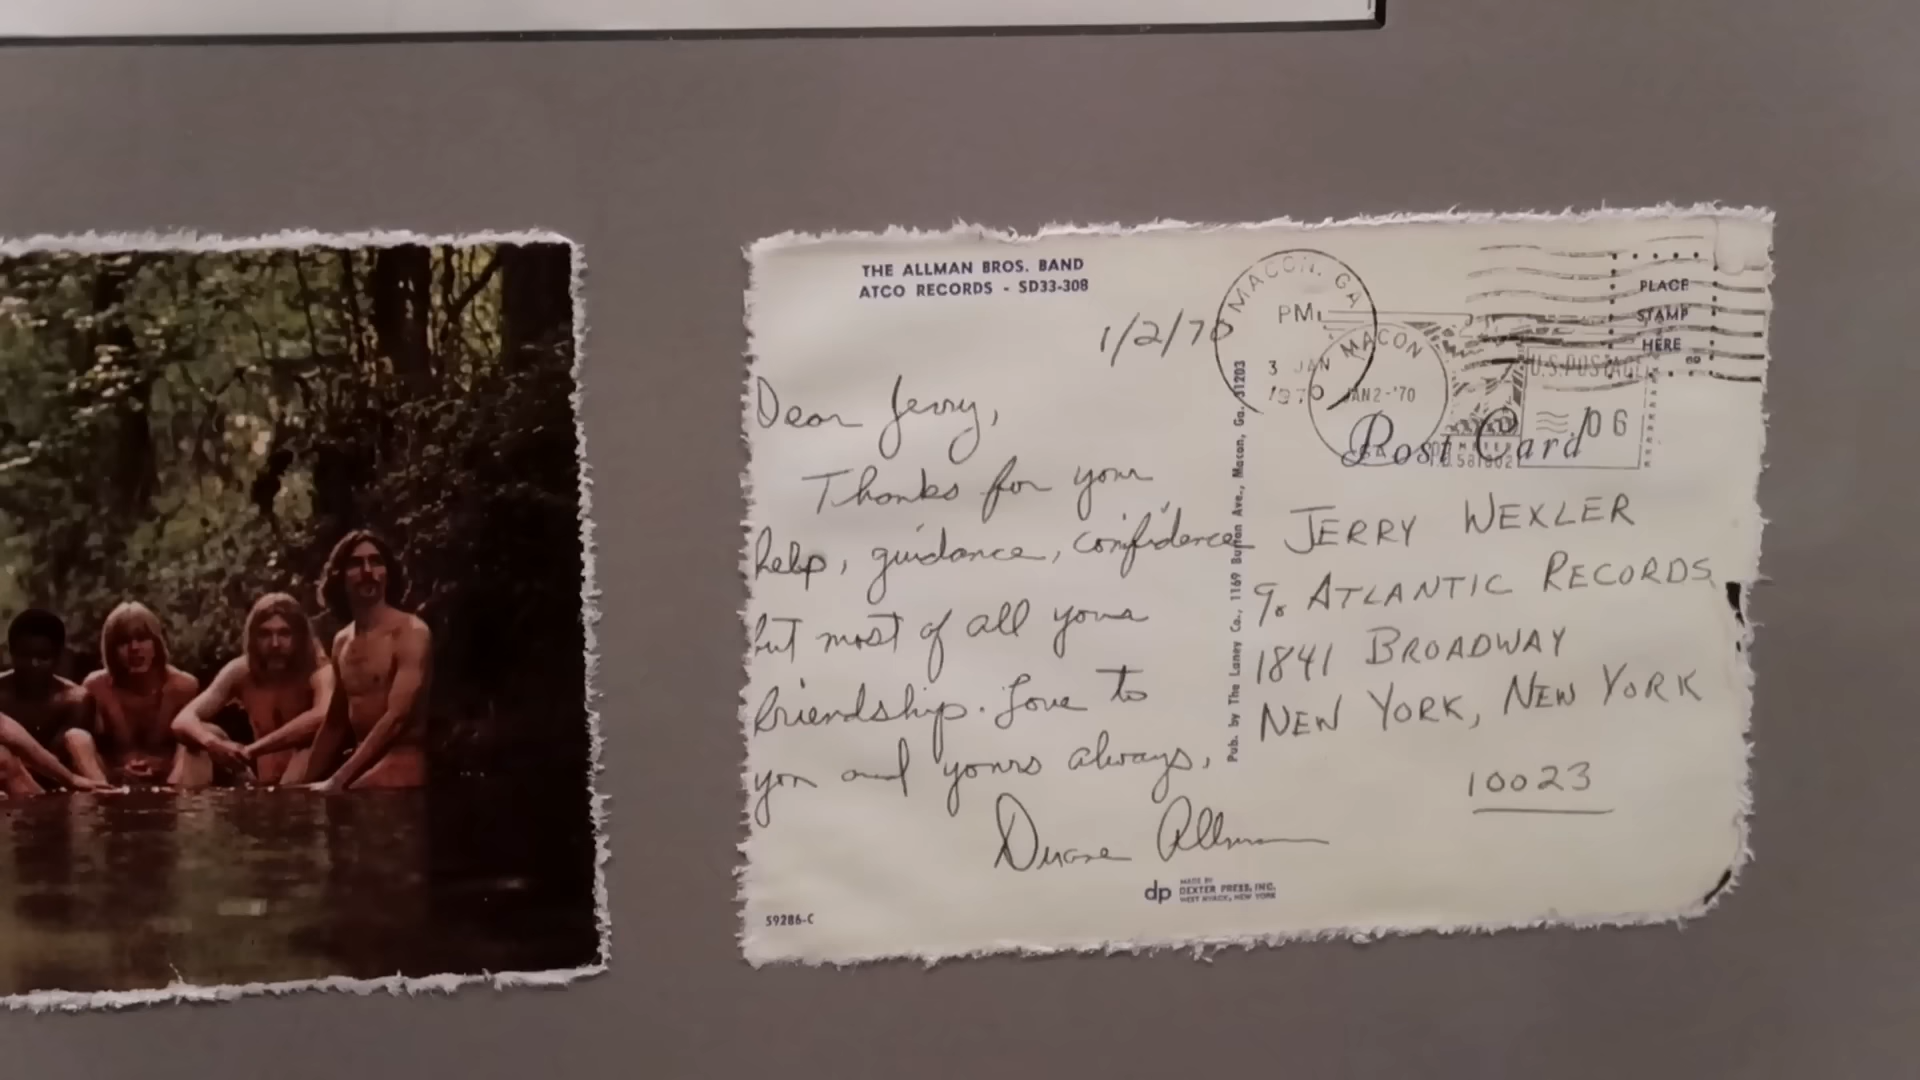 THE ALLMAN BROS. BAND
ATCO RECORDS - SD33-308
1/2/70
Dear Jerry,
Thanks for your
help, guidance, confidence
but most of all your
friendship. Love to
you and yours always,
Duane Allman
59286-C
dp MADE BY
DEXTER PRESS, INC.
WEST NYACK, NEW YORK
Pub. by The Laney Co., 1169 Burton Ave., Macon, Ga. 31203
MACON, GA
PM
3 JAN
1970
MACON
JAN 2-'70
GA
PLACE
STAMP
HERE
U.S. POSTAGE
06
Post Card
JERRY WEXLER
% ATLANTIC RECORDS
1841 BROADWAY
NEW YORK, NEW YORK
10023